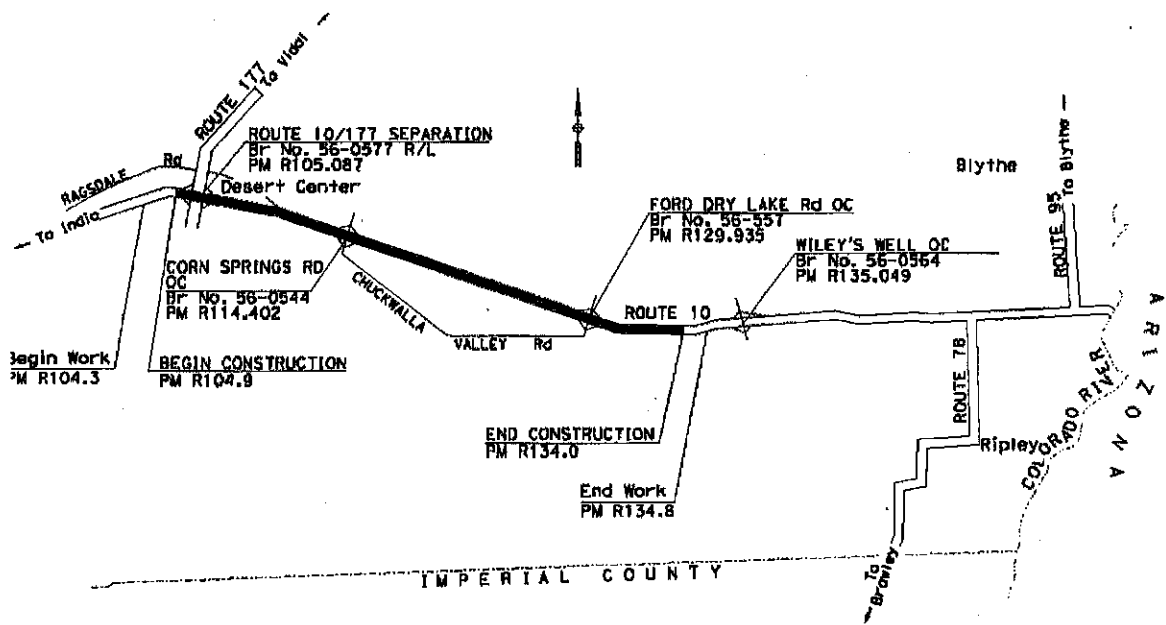 ROUTE 177
To Vidal
ROUTE 10/177 SEPARATION
Br No. 56-0577 R/L
PM R105.087
RAGSDALE Rd
Desert Center
To Indio
Blythe
ROUTE 95
To Blythe
FORD DRY LAKE Rd OC
Br No. 56-557
PM R129.935
WILEY'S WELL OC
Br No. 56-0564
PM R135.049
CORN SPRINGS RD
OC
Br No. 56-0544
PM R114.402
CHUCKWALLA
VALLEY Rd
ROUTE 10
Begin Work
PM R104.3
BEGIN CONSTRUCTION
PM R104.9
END CONSTRUCTION
PM R134.0
End Work
PM R134.8
ROUTE 78
Ripley
COLORADO RIVER
ARIZONA
To
Brawley
IMPERIAL COUNTY